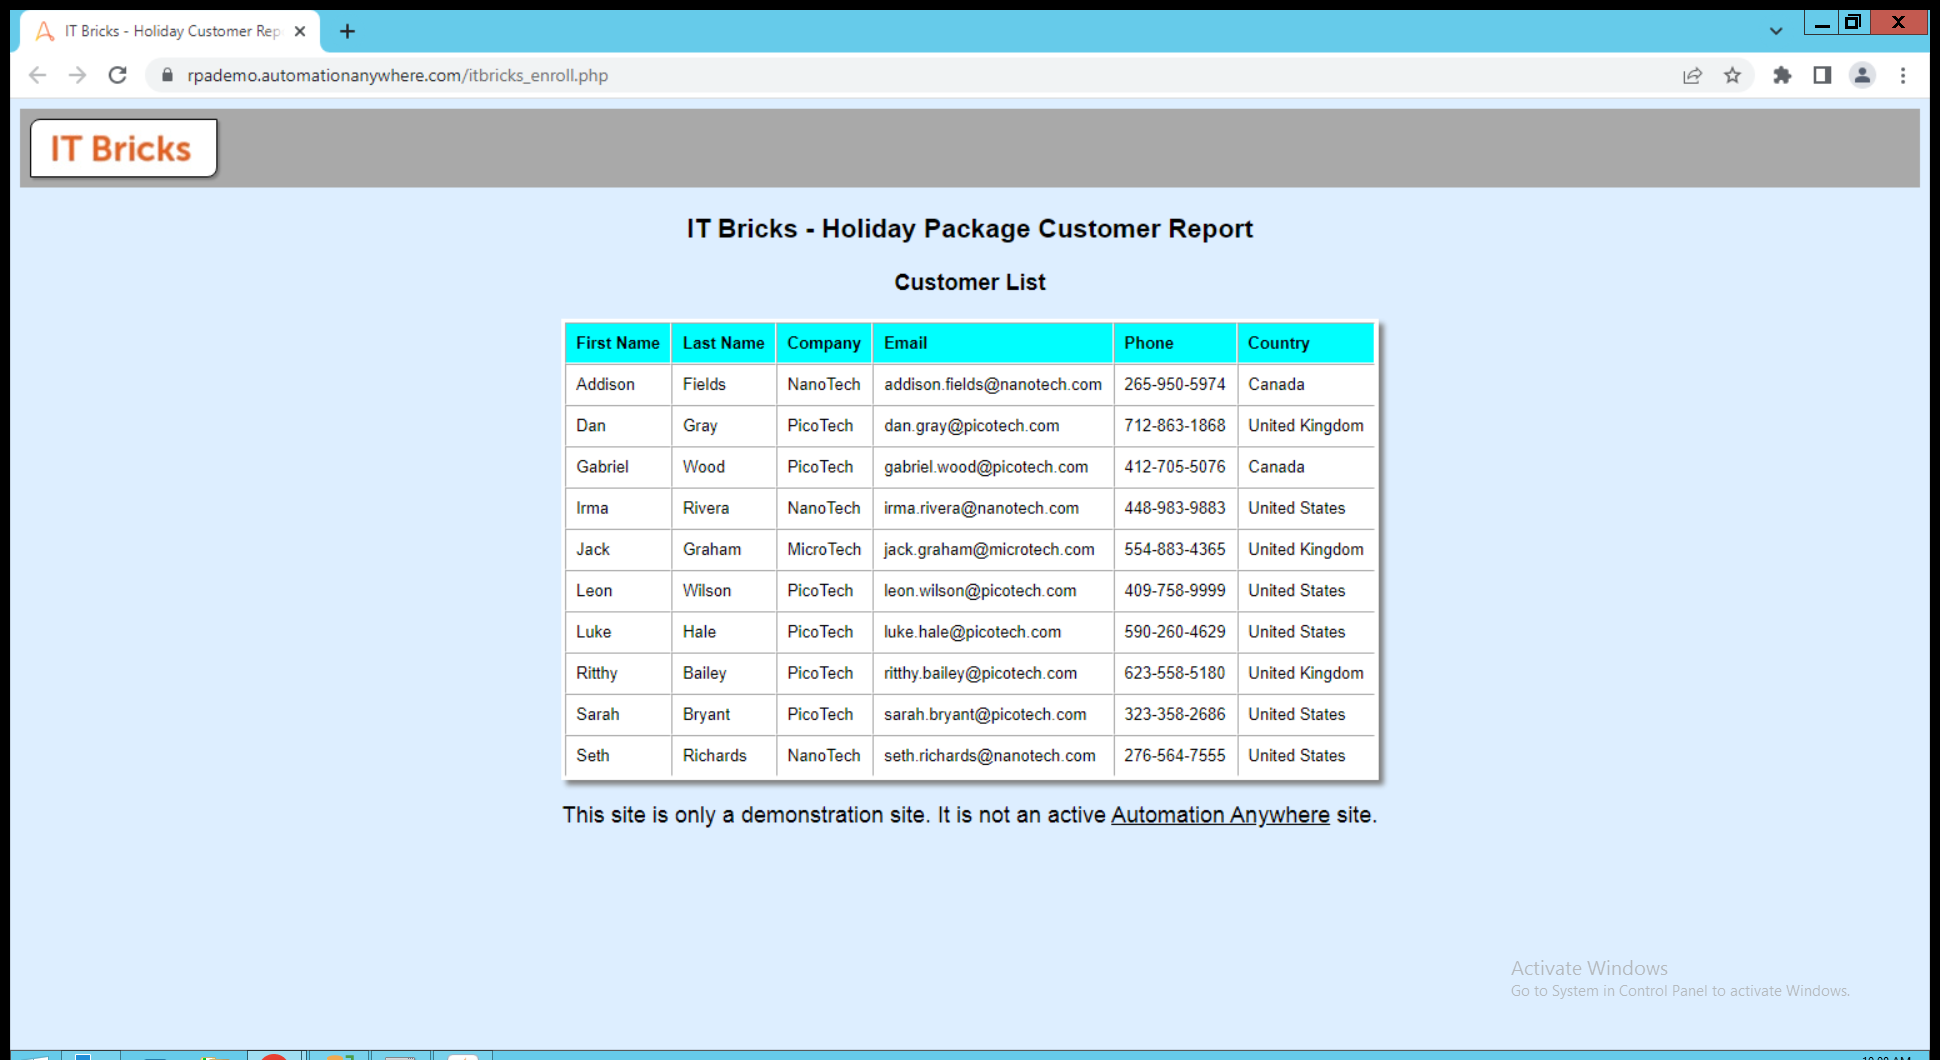 IT Bricks - Holiday Customer Rep
rpademo.automationanywhere.com/itbricks_enroll.php
IT Bricks
IT Bricks - Holiday Package Customer Report
Customer List
First Name Last Name Company Email Phone Country
Addison Fields NanoTech addison.fields@nanotech.com 265-950-5974 Canada
Dan Gray PicoTech dan.gray@picotech.com 712-863-1868 United Kingdom
Gabriel Wood PicoTech gabriel.wood@picotech.com 412-705-5076 Canada
Irma Rivera NanoTech irma.rivera@nanotech.com 448-983-9883 United States
Jack Graham MicroTech jack.graham@microtech.com 554-883-4365 United Kingdom
Leon Wilson PicoTech leon.wilson@picotech.com 409-758-9999 United States
Luke Hale PicoTech luke.hale@picotech.com 590-260-4629 United States
Ritthy Bailey PicoTech ritthy.bailey@picotech.com 623-558-5180 United Kingdom
Sarah Bryant PicoTech sarah.bryant@picotech.com 323-358-2686 United States
Seth Richards NanoTech seth.richards@nanotech.com 276-564-7555 United States
This site is only a demonstration site. It is not an active Automation Anywhere site.
Activate Windows
Go to System in Control Panel to activate Windows.